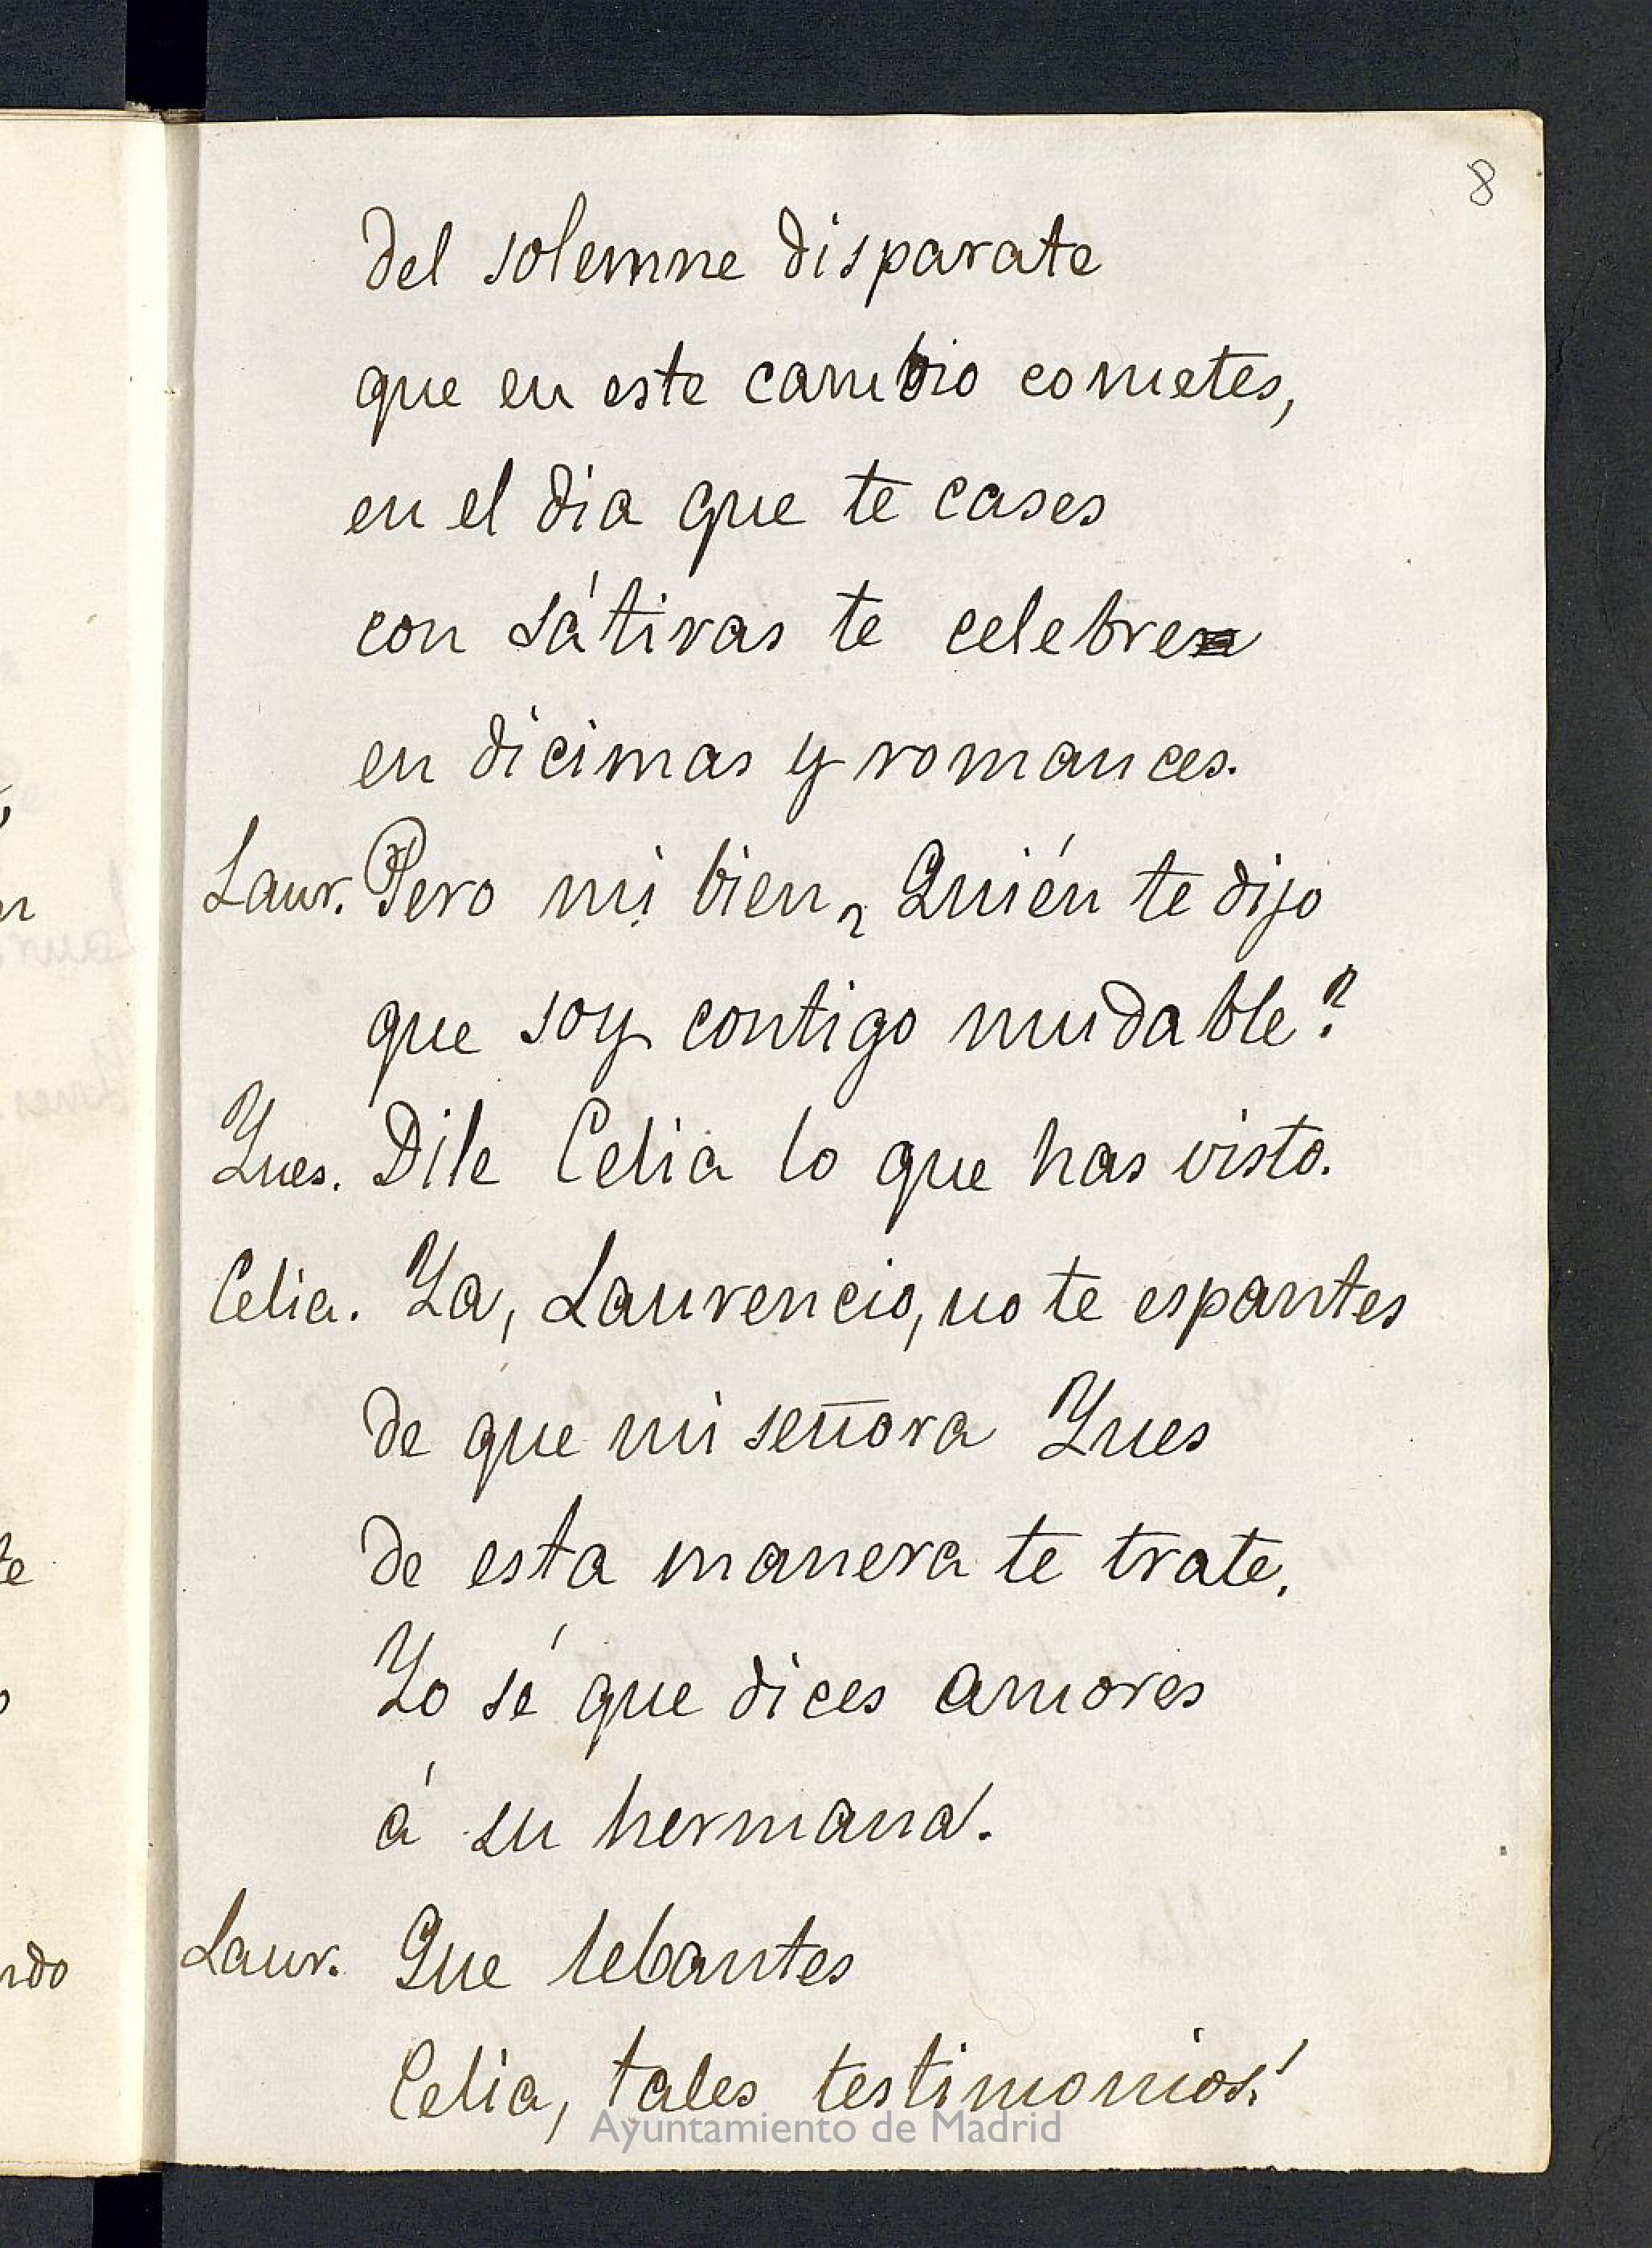 8
del solemne disparate
que en este cambio cometes,
en el dia que te cases
con sátiras te celebre
en dicimas y romances.
Laur. Pero mi bien ¿Quién te dijo
que soy contigo mudable?
Ynes. Dile Celia lo que has visto.
Celia. Ya, Laurencio, no te espantes
de que mi señora Ynes
de esta manera te trate.
Yo sé que dices amores
á su hermana.
Laur. Que lebantes
Celia, tales testimonios!
Ayuntamiento de Madrid